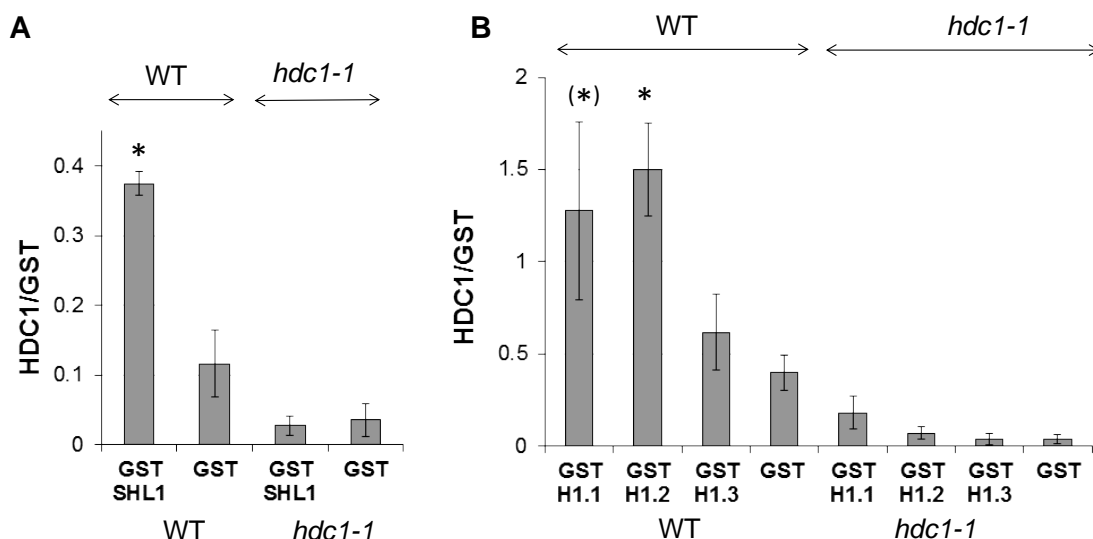 A
WT
hdc1-1
HDC1/GST
0.4
0.3
0.2
0.1
0
*
GST GST GST GST
SHL1 SHL1
WT hdc1-1
B
WT
hdc1-1
HDC1/GST
2
1.5
1
0.5
0
(*) *
GST GST GST GST GST GST GST GST
H1.1 H1.2 H1.3 H1.1 H1.2 H1.3
WT hdc1-1